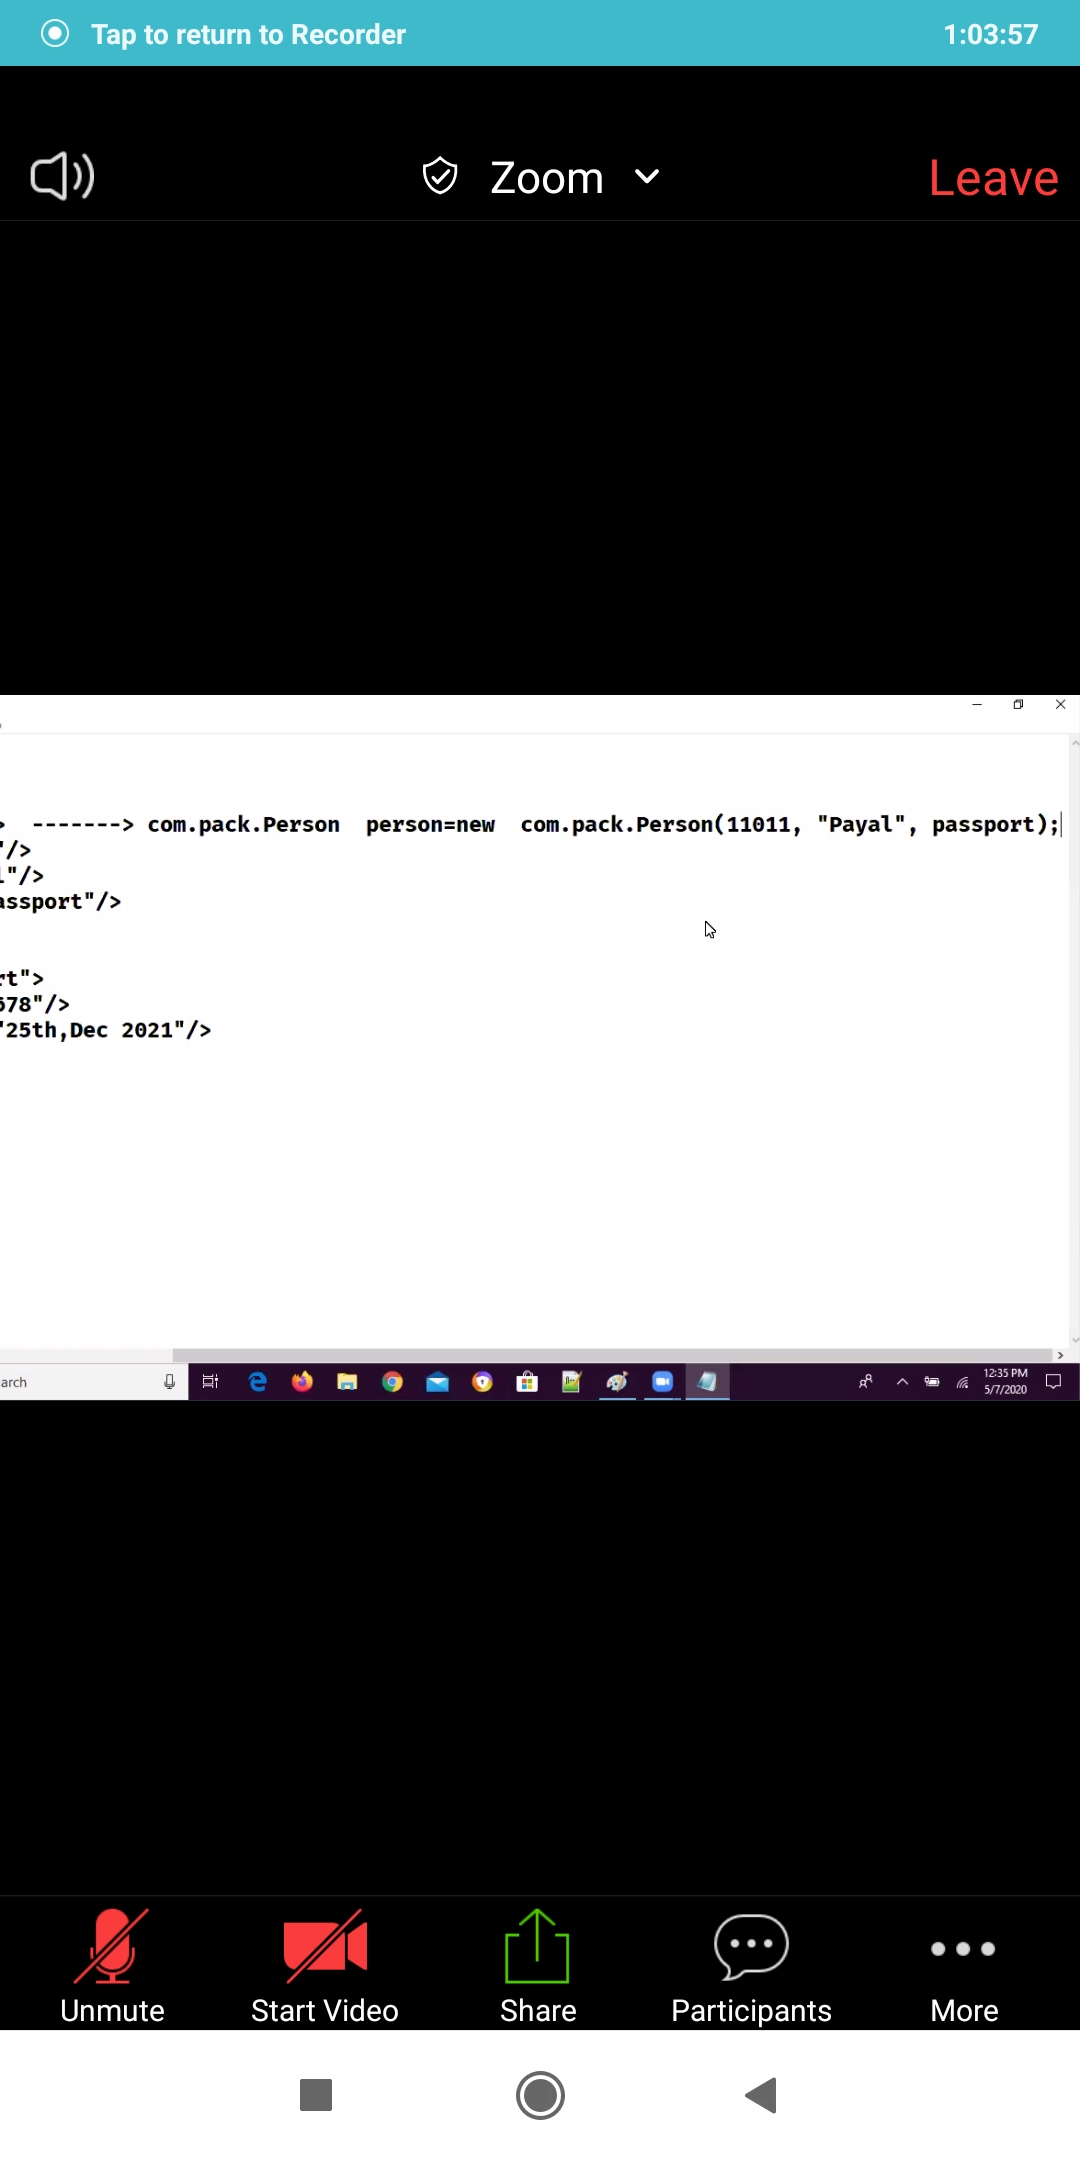 Tap to return to Recorder 1:03:57
Zoom Leave
-------> com.pack.Person person=new com.pack.Person(11011, "Payal", passport);
"/>
"/>
assport"/>
rt">
678"/>
"25th,Dec 2021"/>
arch
12:35 PM
5/7/2020
Unmute Start Video Share Participants More